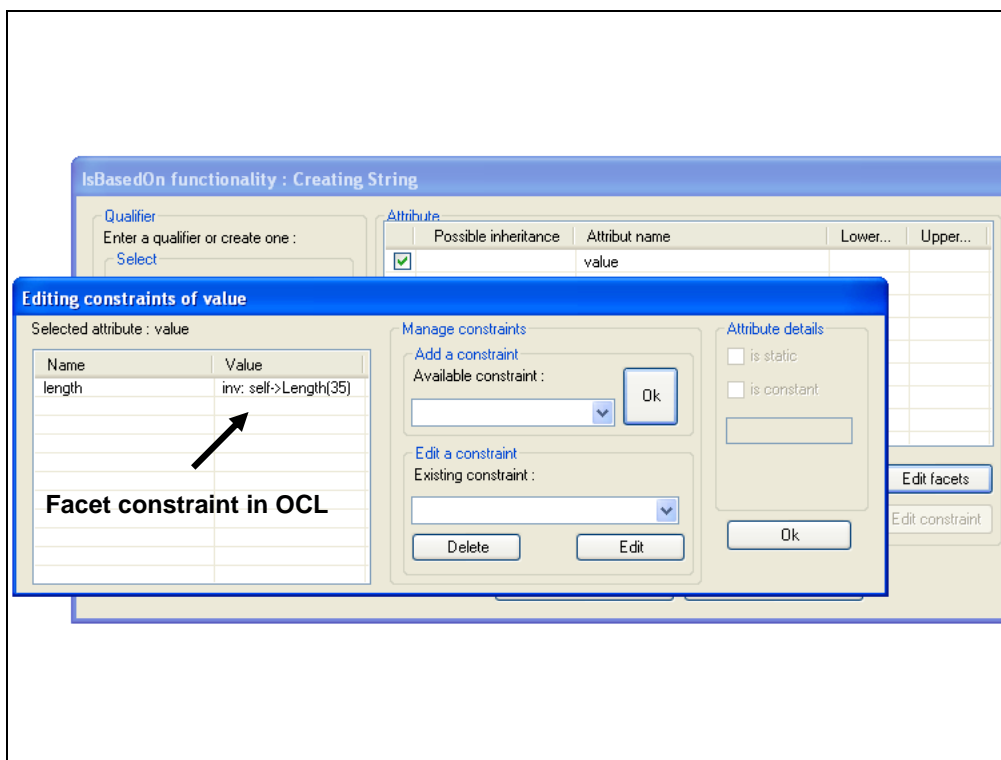 IsBasedOn functionality : Creating String
Qualifier
Enter a qualifier or create one :
Select
Attribute
Possible inheritance Attribut name Lower... Upper...
value
Editing constraints of value
Selected attribute : value
Name Value
length inv: self->Length(35)
Facet constraint in OCL
Manage constraints
Add a constraint
Available constraint :
Ok
Edit a constraint
Existing constraint :
Delete Edit
Attribute details
is static
is constant
Ok
Edit facets
Edit constraint